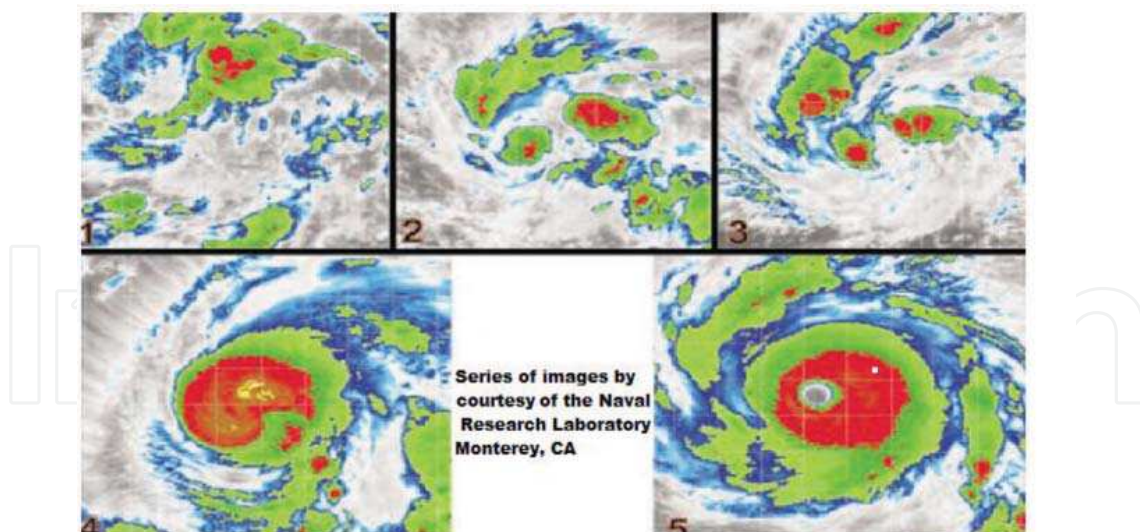 1
2
3
4
Series of images by
courtesy of the Naval
Research Laboratory
Monterey, CA
5